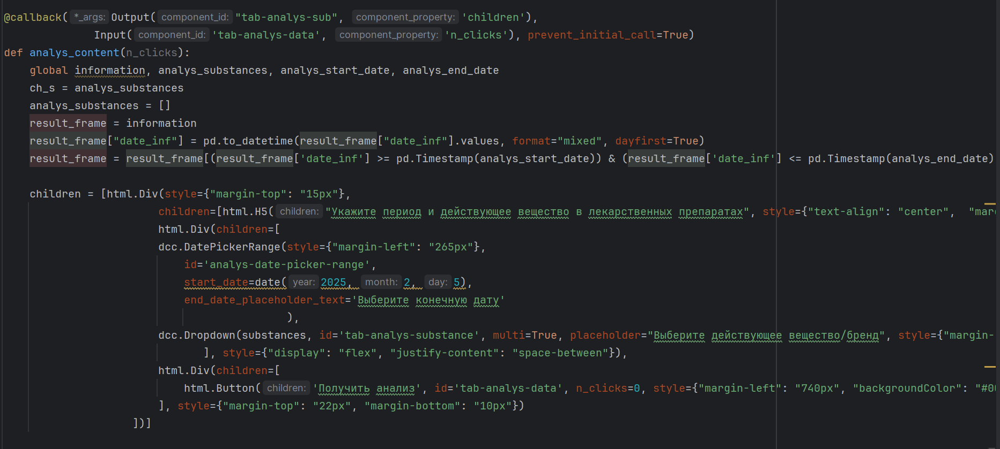 @callback( *_args: Output( component_id: "tab-analys-sub", component_property: 'children'),
Input( component_id: 'tab-analys-data', component_property: 'n_clicks'), prevent_initial_call=True)
def analys_content(n_clicks):
global information, analys_substances, analys_start_date, analys_end_date
ch_s = analys_substances
analys_substances = []
result_frame = information
result_frame["date_inf"] = pd.to_datetime(result_frame["date_inf"].values, format="mixed", dayfirst=True)
result_frame = result_frame[(result_frame['date_inf'] >= pd.Timestamp(analys_start_date)) & (result_frame['date_inf'] <= pd.Timestamp(analys_end_date)
children = [html.Div(style={"margin-top": "15px"},
children=[html.H5( children: "Укажите период и действующее вещество в лекарственных препаратах", style={"text-align": "center", "mar
html.Div(children=[
dcc.DatePickerRange(style={"margin-left": "265px"},
id='analys-date-picker-range',
start_date=date( year: 2025, month: 2, day: 5),
end_date_placeholder_text='Выберите конечную дату'
),
dcc.Dropdown(substances, id='tab-analys-substance', multi=True, placeholder="Выберите действующее вещество/бренд", style={"margin-
], style={"display": "flex", "justify-content": "space-between"}),
html.Div(children=[
html.Button( children: 'Получить анализ', id='tab-analys-data', n_clicks=0, style={"margin-left": "740px", "backgroundColor": "#00
], style={"margin-top": "22px", "margin-bottom": "10px"})
])]